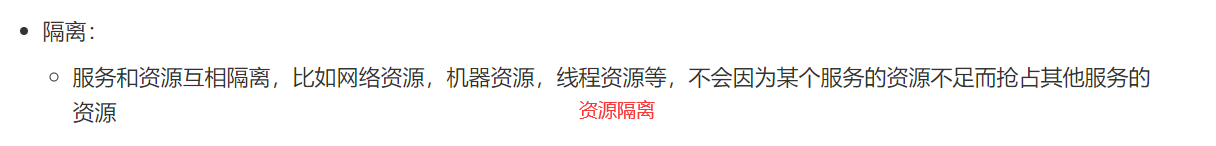 隔离：
服务和资源互相隔离，比如网络资源，机器资源，线程资源等，不会因为某个服务的资源不足而抢占其他服务的
资源
资源隔离